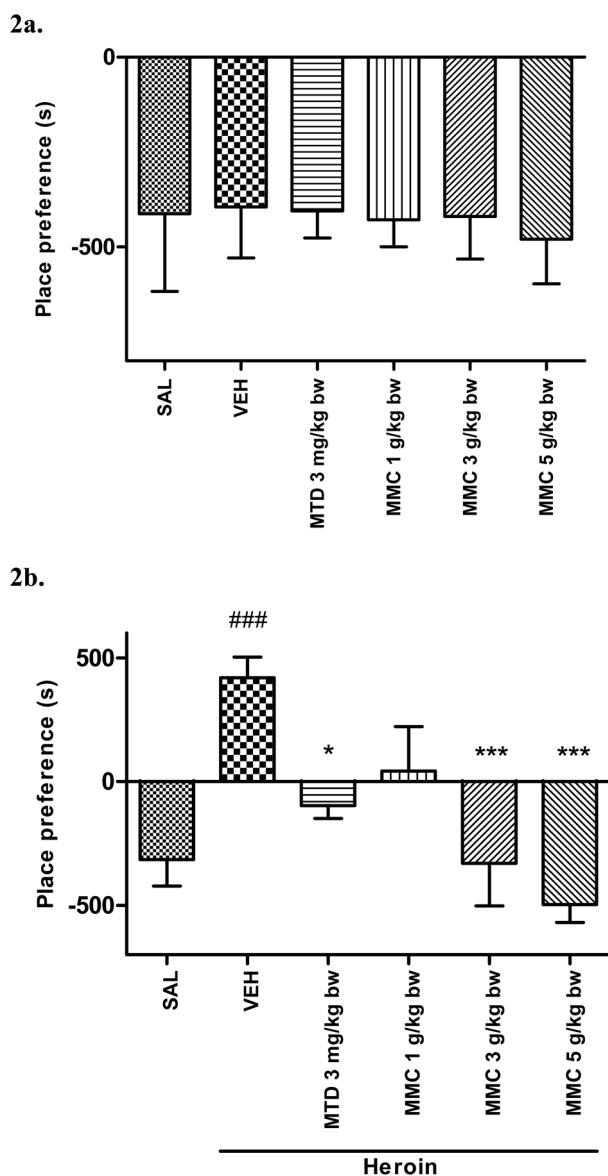 2a.
0
-500
Place preference (s)
SAL
VEH
MTD 3 mg/kg bw
MMC 1 g/kg bw
MMC 3 g/kg bw
MMC 5 g/kg bw
2b.
###
500
* *** ***
0
-500
Place preference (s)
SAL
VEH
MTD 3 mg/kg bw
MMC 1 g/kg bw
MMC 3 g/kg bw
MMC 5 g/kg bw
Heroin